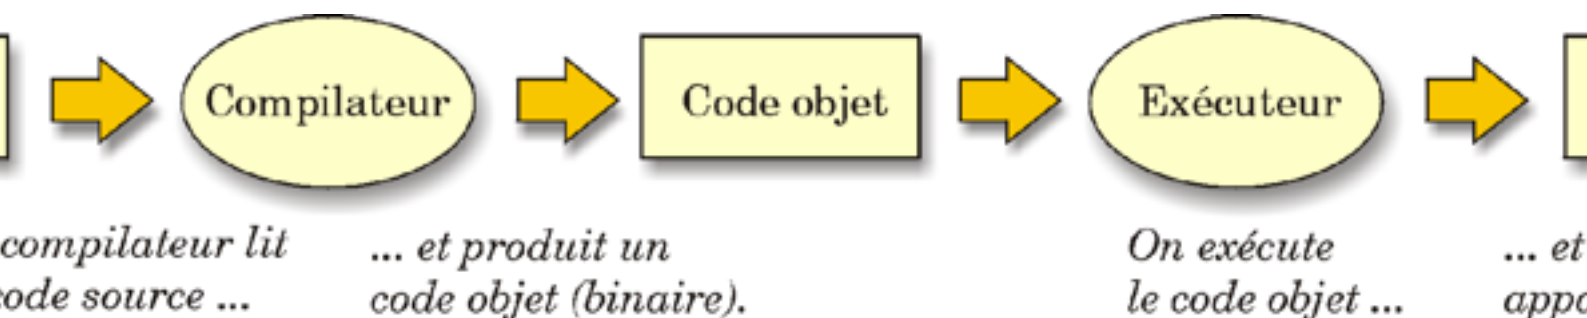 Compilateur
Code objet
Exécuteur
compilateur lit
code source ...
... et produit un
code objet (binaire).
On exécute
le code objet ...
... et